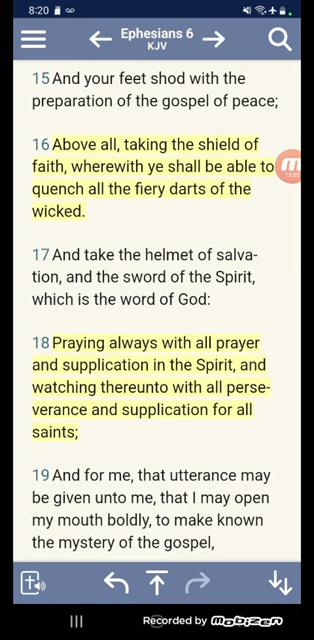 8:20
Ephesians 6
KJV
15 And your feet shod with the
preparation of the gospel of peace;
16 Above all, taking the shield of
faith, wherewith ye shall be able to
quench all the fiery darts of the
wicked.
17 And take the helmet of salva-
tion, and the sword of the Spirit,
which is the word of God:
18 Praying always with all prayer
and supplication in the Spirit, and
watching thereunto with all perse-
verance and supplication for all
saints;
19 And for me, that utterance may
be given unto me, that I may open
my mouth boldly, to make known
the mystery of the gospel,
Recorded by mobizen